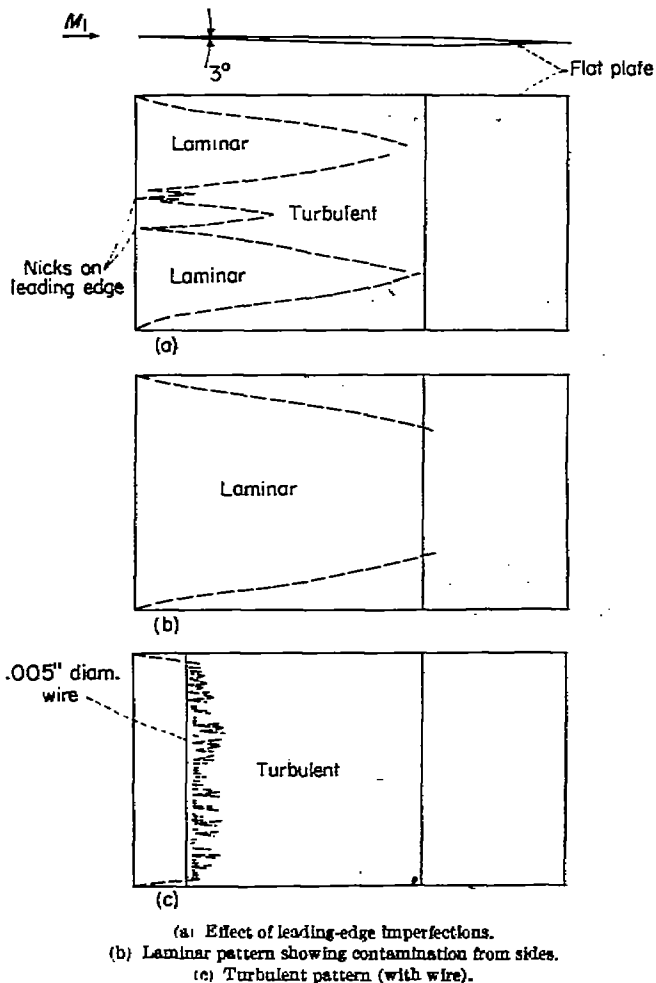 M1
3°
Flat plate
Laminar
Turbulent
Nicks on
leading edge
Laminar
(a)
Laminar
(b)
.005" diam.
wire
Turbulent
(c)
(a) Effect of leading-edge imperfections.
(b) Laminar pattern showing contamination from sides.
(c) Turbulent pattern (with wire).